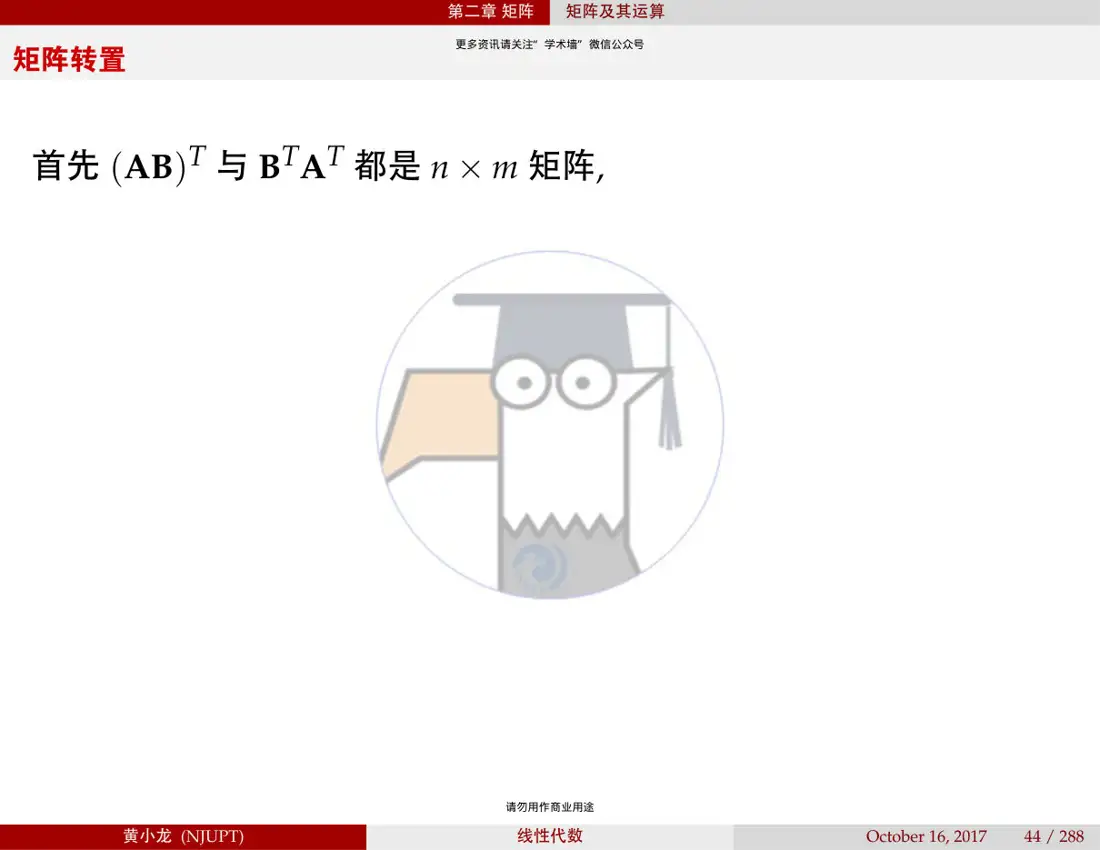 第二章 矩阵 矩阵及其运算
更多资讯请关注“学术墙”微信公众号
矩阵转置
首先 (AB)^T 与 B^T A^T 都是 n × m 矩阵,
请勿用作商业用途
黄小龙 (NJUPT) 线性代数 October 16, 2017 44 / 288